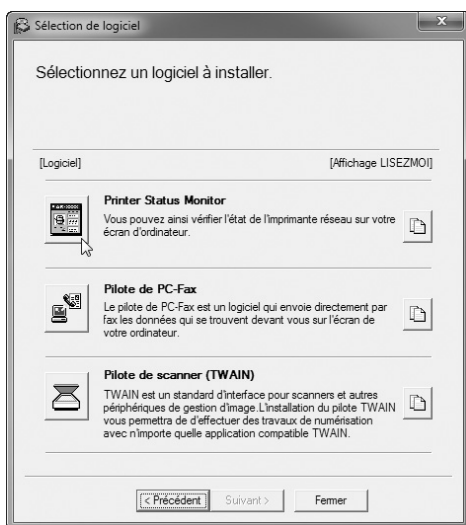 Sélection de logiciel
Sélectionnez un logiciel à installer.
[Logiciel] [Affichage LISEZMOI]
Printer Status Monitor
Vous pouvez ainsi vérifier l'état de l'imprimante réseau sur votre
écran d'ordinateur.
Pilote de PC-Fax
Le pilote de PC-Fax est un logiciel qui envoie directement par
fax les données qui se trouvent devant vous sur l'écran de
votre ordinateur.
Pilote de scanner (TWAIN)
TWAIN est un standard d'interface pour scanners et autres
périphériques de gestion d'image.L'installation du pilote TWAIN
vous permettra de d'effectuer des travaux de numérisation
avec n'importe quelle application compatible TWAIN.
< Précédent Suivant > Fermer